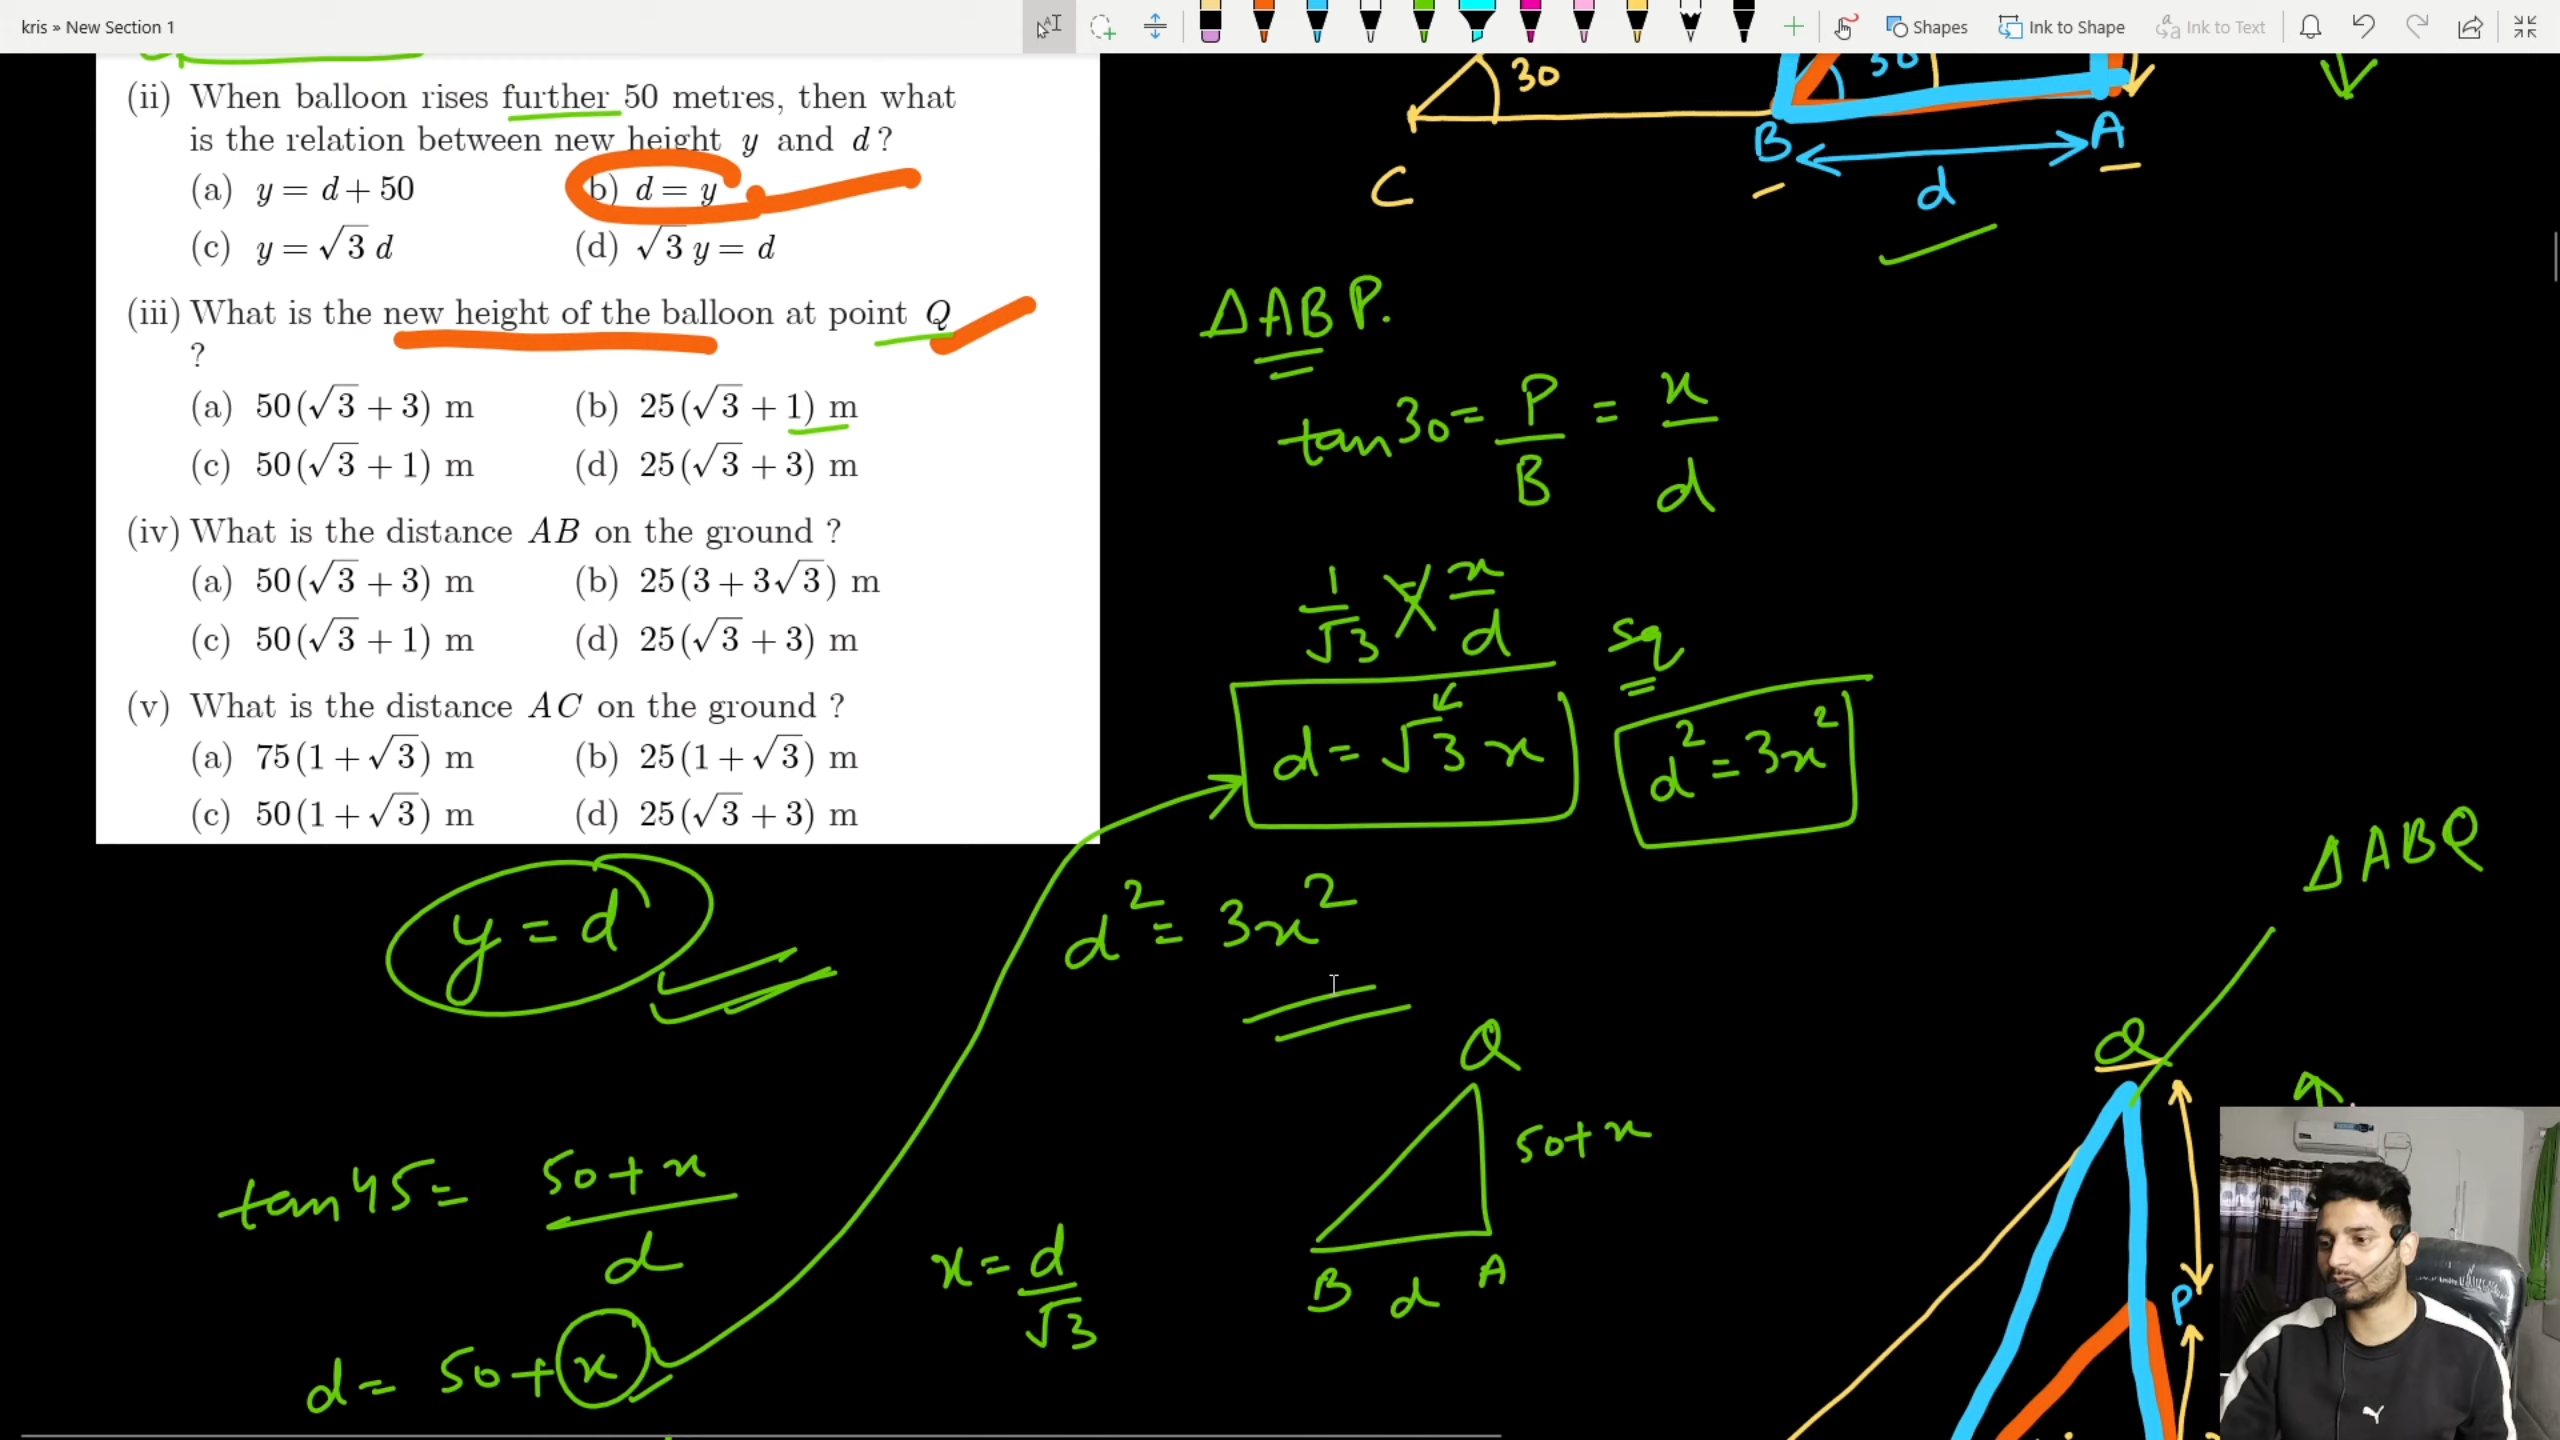 kris » New Section 1
Shapes
Ink to Shape
Ink to Text
(ii) When balloon rises further 50 metres, then what
is the relation between new height y and d ?
(a) y = d + 50 (b) d = y
(c) y = √3 d (d) √3 y = d
(iii) What is the new height of the balloon at point Q
?
(a) 50(√3 + 3) m (b) 25(√3 + 1) m
(c) 50(√3 + 1) m (d) 25(√3 + 3) m
(iv) What is the distance AB on the ground ?
(a) 50(√3 + 3) m (b) 25(3 + 3√3) m
(c) 50(√3 + 1) m (d) 25(√3 + 3) m
(v) What is the distance AC on the ground ?
(a) 75(1 + √3) m (b) 25(1 + √3) m
(c) 50(1 + √3) m (d) 25(√3 + 3) m
30
C
B
A
d
△ABP.
tan30 = P/B = x/d
1/√3 x/d
d = √3 x
sq
d² = 3x²
y = d
d² = 3x²
△ABQ
Q
50+x
B d A
tan45 = 50+x/d
x = d/√3
d = 50+x
Q
P